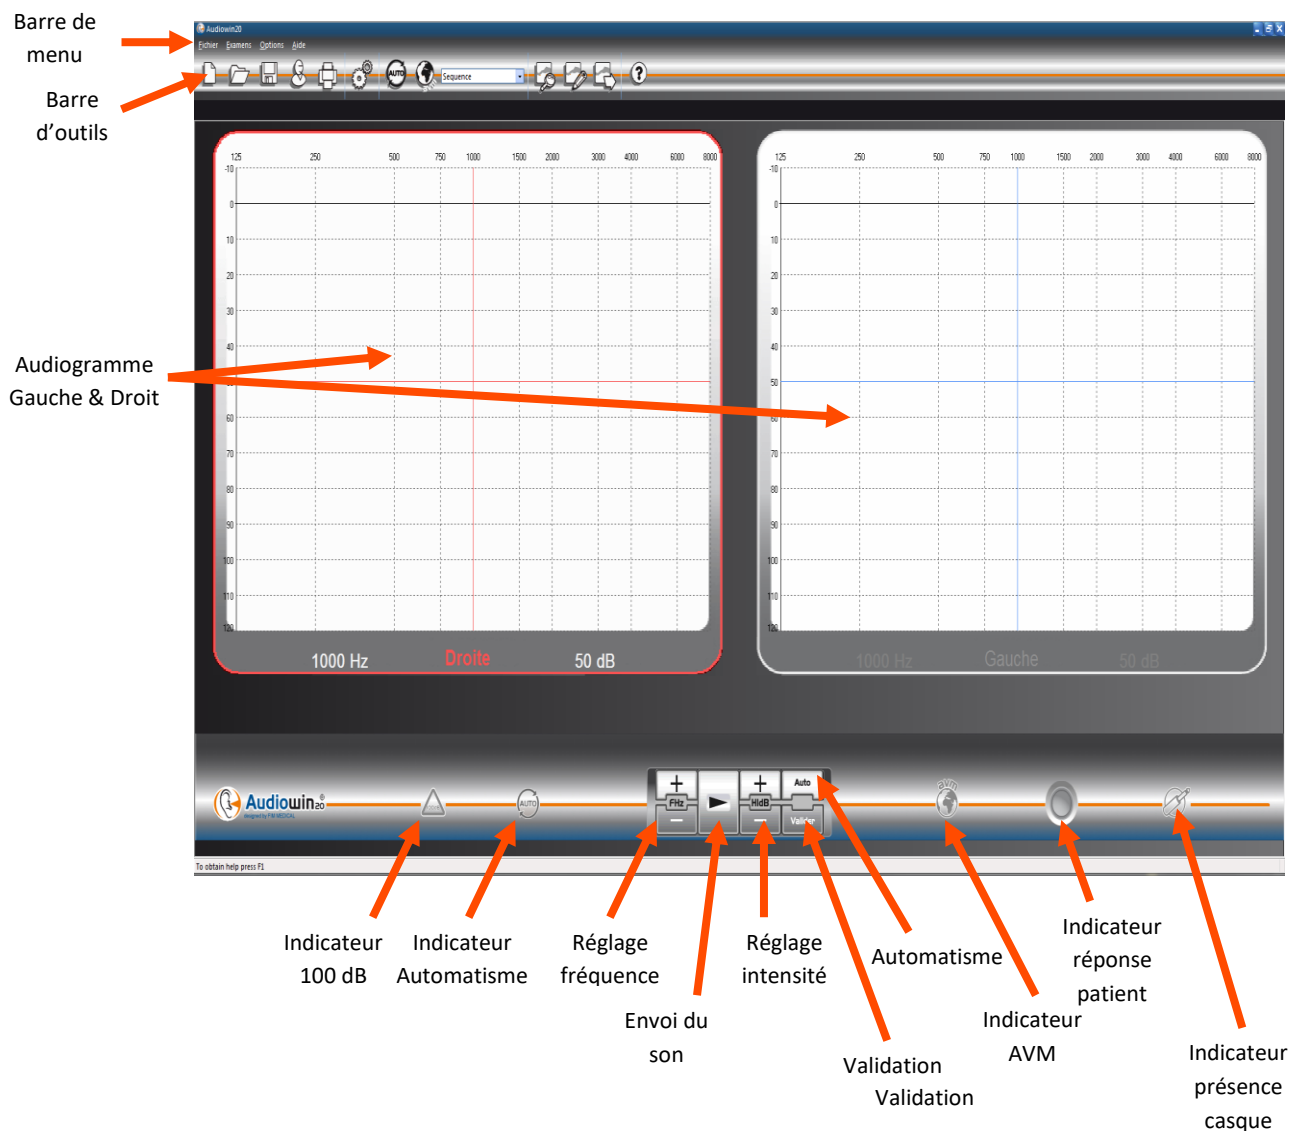 Barre de
menu
Barre
d’outils
Audiowin20
Fichier Examens Options Aide
AUTO
Sequence
?
125 250 500 750 1000 1500 2000 3000 4000 6000 8000
-10
0
10
20
30
40
50
60
70
80
90
100
110
120
1000 Hz Droite 50 dB
125 250 500 750 1000 1500 2000 3000 4000 6000 8000
-10
0
10
20
30
40
50
60
70
80
90
100
110
120
1000 Hz Gauche 50 dB
Audiogramme
Gauche & Droit
Audiowin20
designed by FIM MEDICAL
AUTO
+ + Auto
FHz HldB
— — Valider
avm
To obtain help press F1
Indicateur
100 dB
Indicateur
Automatisme
Réglage
fréquence
Envoi du
son
Réglage
intensité
Automatisme
Validation
Validation
Indicateur
AVM
Indicateur
réponse
patient
Indicateur
présence
casque